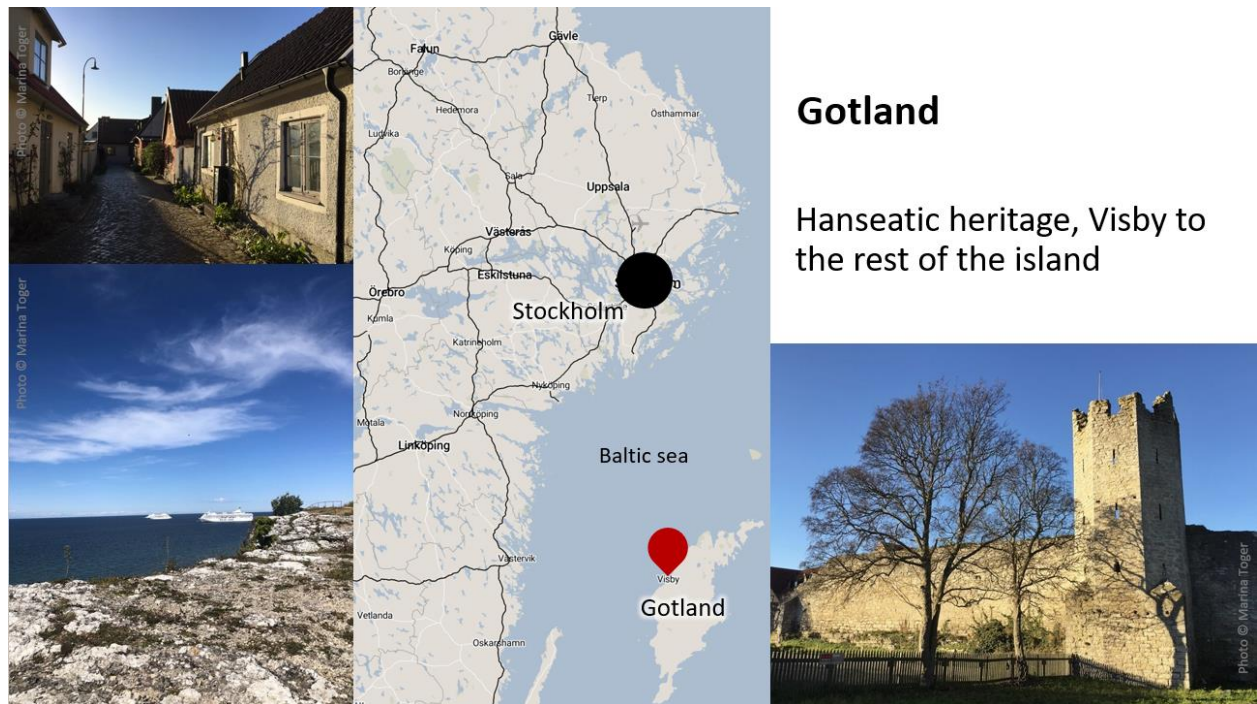 Photo © Marina Toger
Photo © Marina Toger
Gävle
Falun
Borlänge
Hedemora
Tierp
Östhammar
Ludvika
Sala
Uppsala
Västerås
Köping
Eskilstuna
Örebro
Kumla
Stockholm
Katrineholm
Nyköping
Norrköping
Motala
Linköping
Baltic sea
Västervik
Visby
Gotland
Vetlanda
Oskarshamn
Gotland
Hanseatic heritage, Visby to
the rest of the island
Photo © Marina Toger